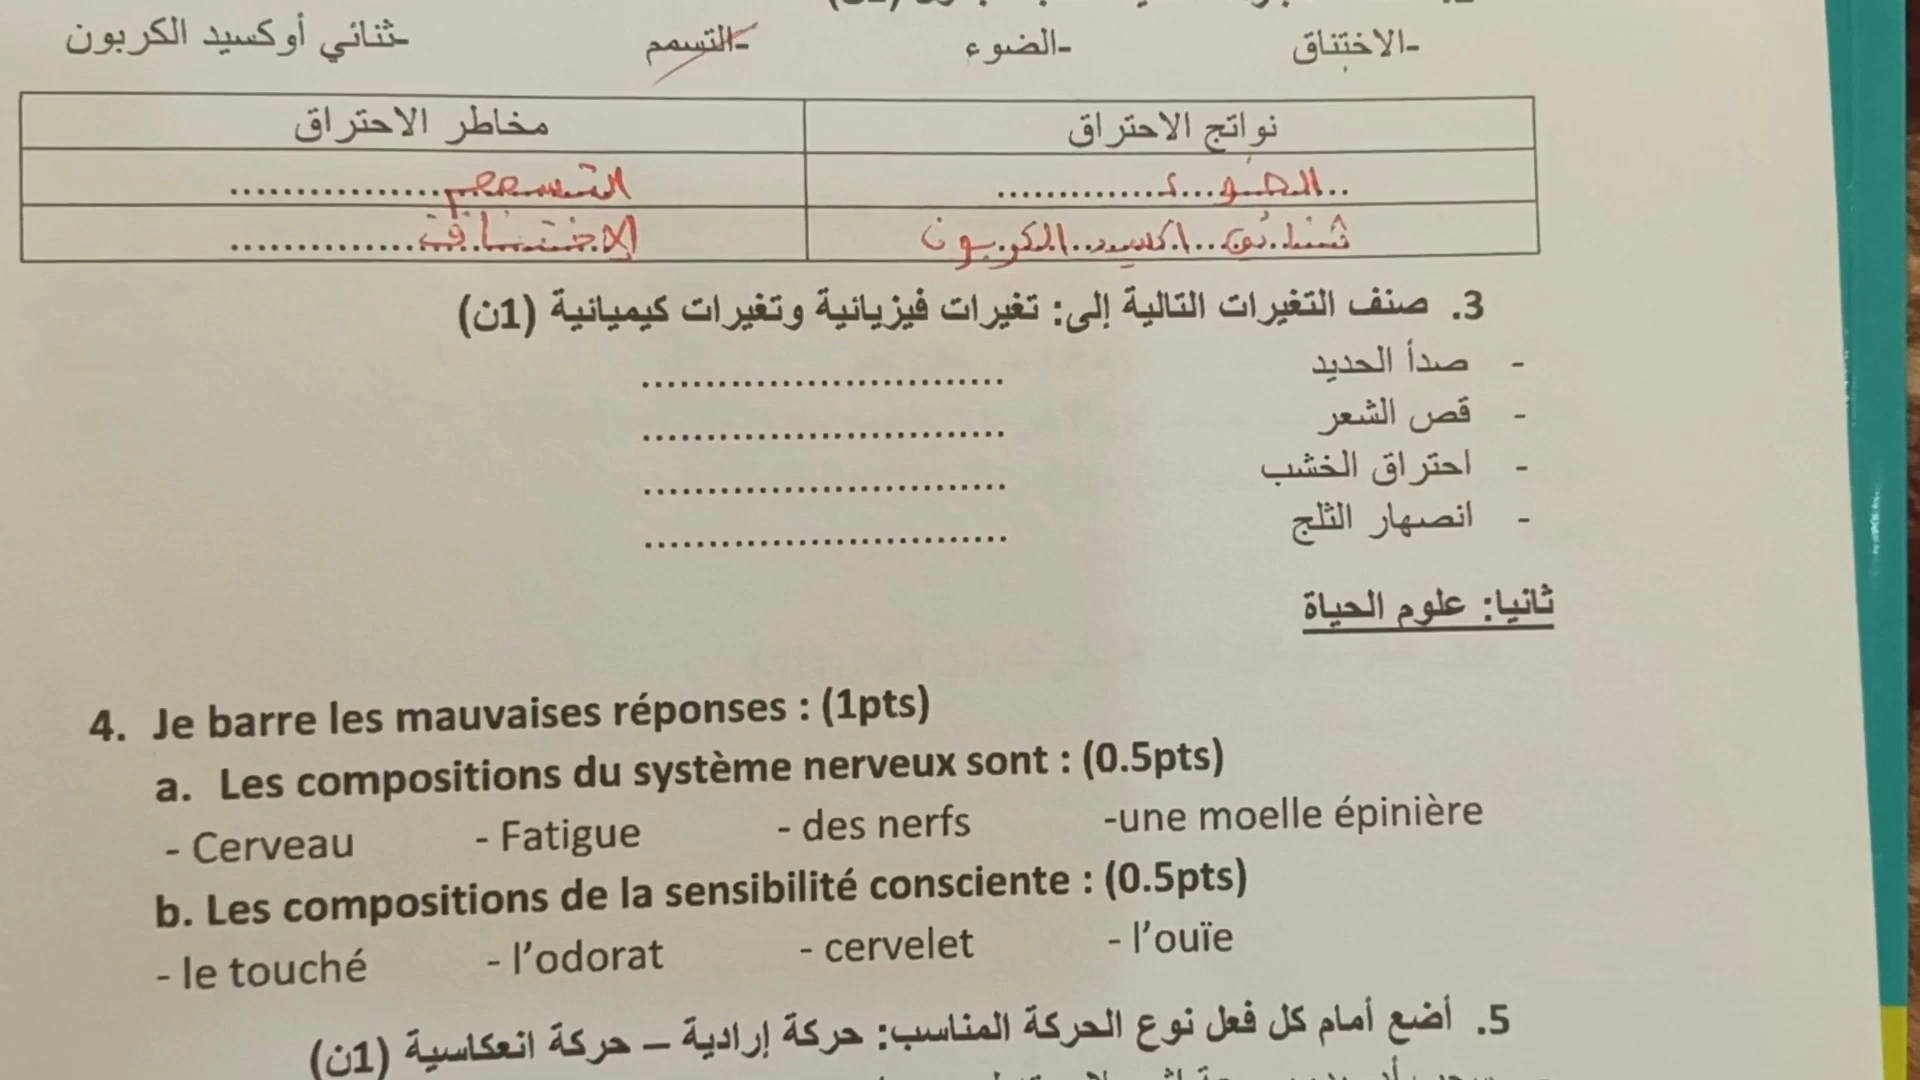 -الاختناق -الضوء -التسمم -ثنائي أوكسيد الكربون
نواتج الاحتراق مخاطر الاحتراق
الضوء التسمم
ثنائي اكسيد الكربون الاختناق
3. صنف التغيرات التالية إلى: تغيرات فيزيائية وتغيرات كيميائية (1ن)
- صدأ الحديد ..............................
- قص الشعر ..............................
- احتراق الخشب ..............................
- انصهار الثلج ..............................
ثانيا: علوم الحياة
4. Je barre les mauvaises réponses : (1pts)
a. Les compositions du système nerveux sont : (0.5pts)
- Cerveau - Fatigue - des nerfs -une moelle épinière
b. Les compositions de la sensibilité consciente : (0.5pts)
- le touché - l'odorat - cervelet - l'ouïe
5. أضع أمام كل فعل نوع الحركة المناسب: حركة إرادية – حركة انعكاسية (1ن)